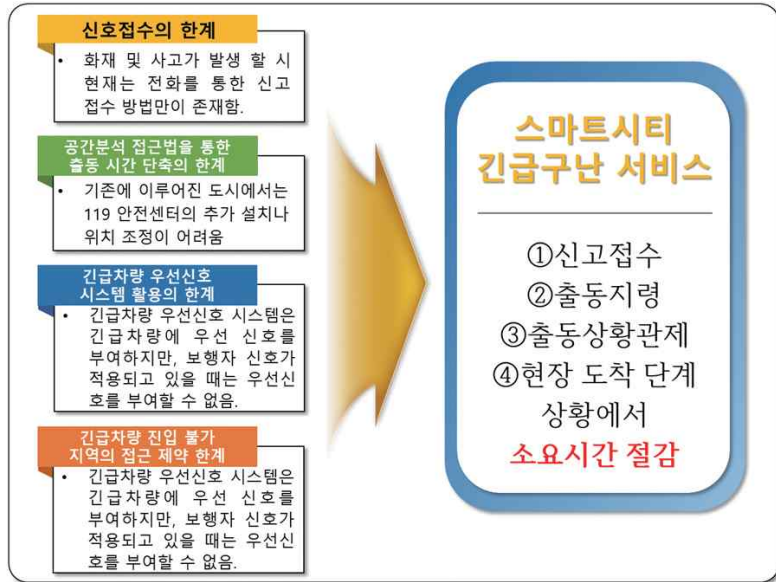 신호접수의 한계
• 화재 및 사고가 발생 할 시
현재는 전화를 통한 신고
접수 방법만이 존재함.
공간분석 접근법을 통한
출동 시간 단축의 한계
• 기존에 이루어진 도시에서는
119 안전센터의 추가 설치나
위치 조정이 어려움
긴급차량 우선신호
시스템 활용의 한계
• 긴급차량 우선신호 시스템은
긴급차량에 우선 신호를
부여하지만, 보행자 신호가
적용되고 있을 때는 우선신
호를 부여할 수 없음.
긴급차량 진입 불가
지역의 접근 제약 한계
• 긴급차량 우선신호 시스템은
긴급차량에 우선 신호를
부여하지만, 보행자 신호가
적용되고 있을 때는 우선신
호를 부여할 수 없음.
스마트시티
긴급구난 서비스
①신고접수
②출동지령
③출동상황관제
④현장 도착 단계
상황에서
소요시간 절감